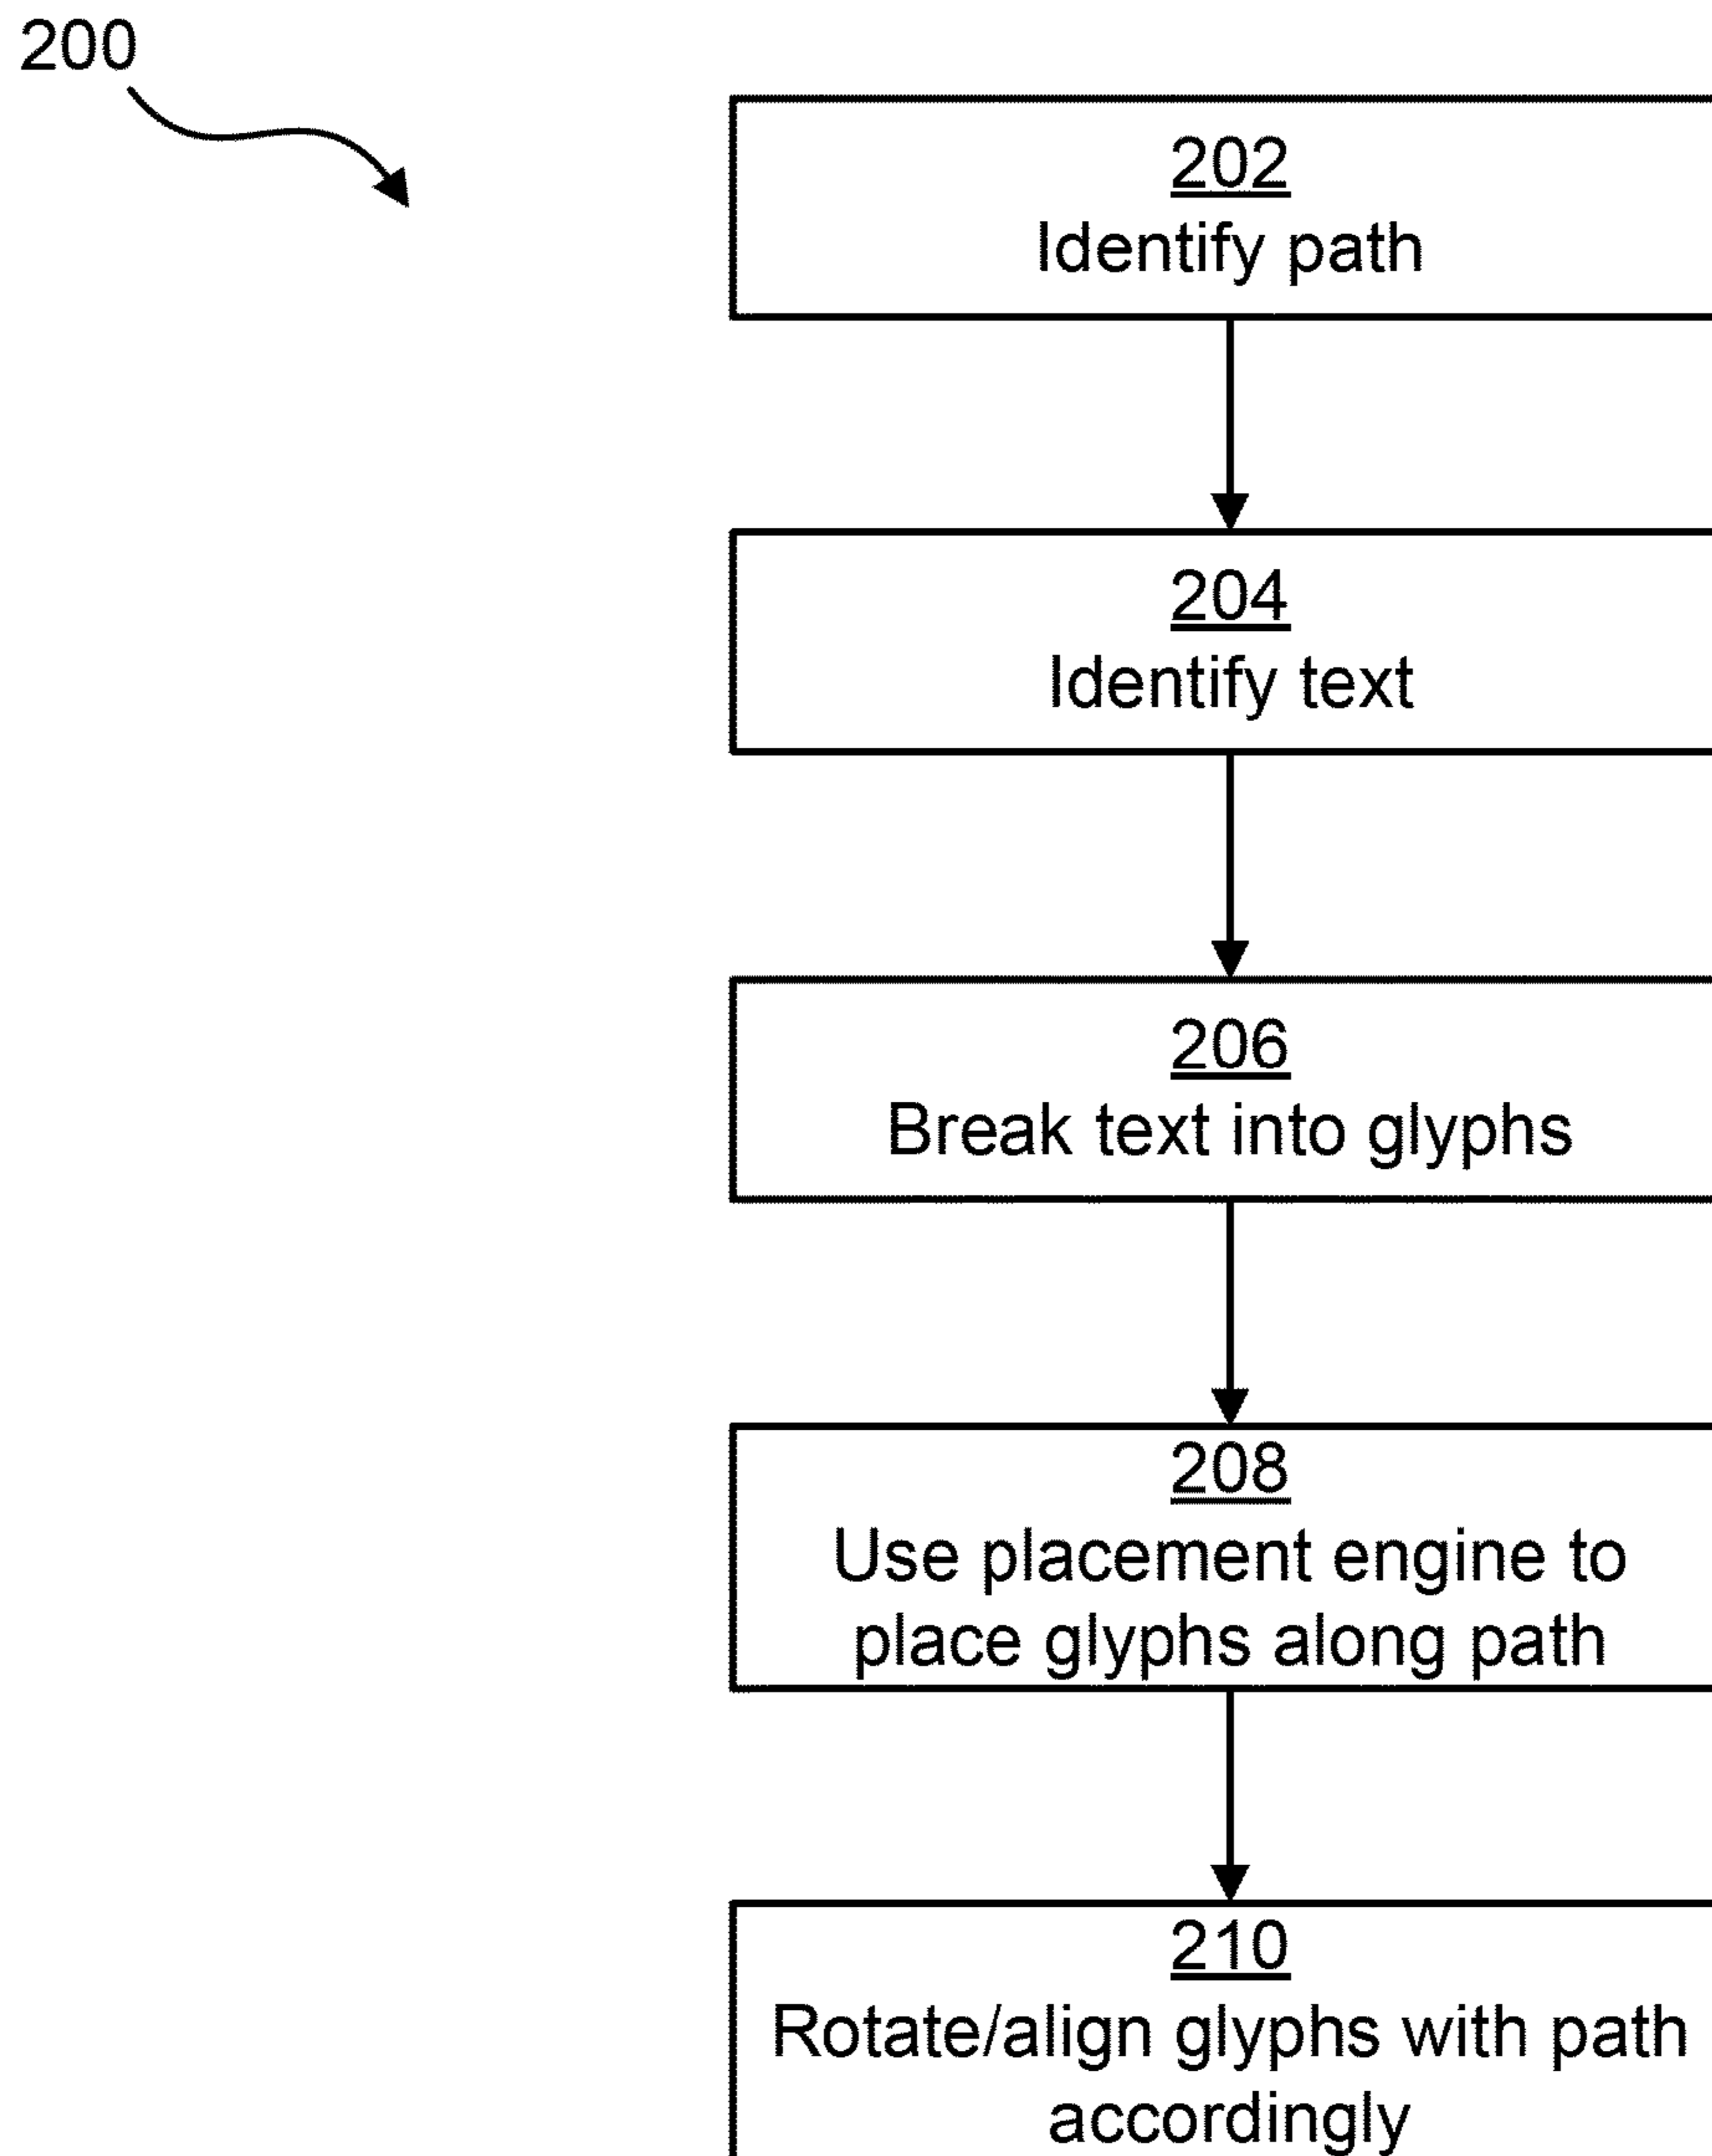 200
202
Identify path
204
Identify text
206
Break text into glyphs
208
Use placement engine to
place glyphs along path
210
Rotate/align glyphs with path
accordingly